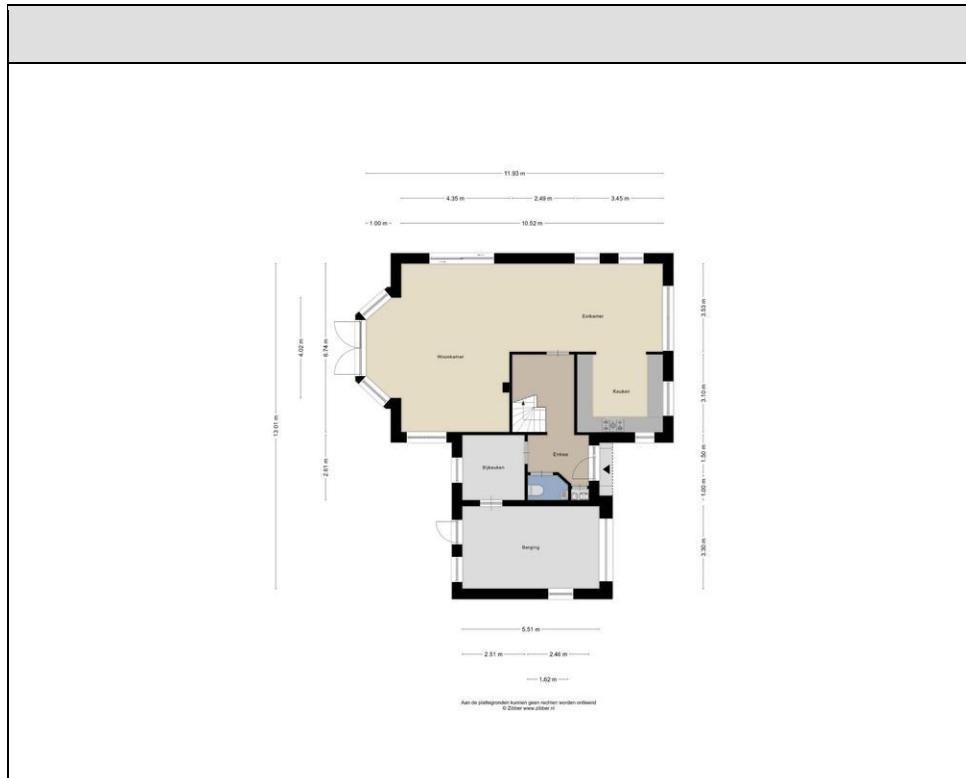 11.93 m
4.35 m 2.49 m 3.45 m
1.00 m 10.52 m
13.01 m
4.02 m
6.74 m
2.61 m
3.53 m
3.10 m
1.50 m
1.00 m
3.30 m
Eetkamer
Woonkamer
Keuken
Entree
Bijkeuken
Berging
5.51 m
2.51 m 2.46 m
1.62 m
Aan de plattegronden kunnen geen rechten worden ontleend
© Zibber www.zibber.nl